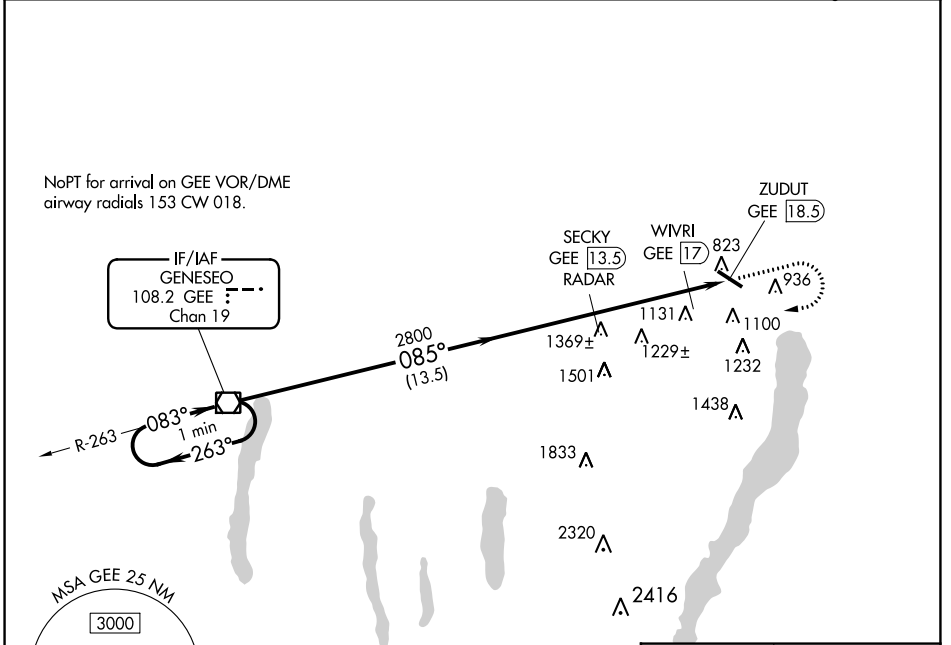 NoPT for arrival on GEE VOR/DME
airway radials 153 CW 018.
IF/IAF
GENESEO
108.2 GEE
Chan 19
ZUDUT
GEE 18.5
SECKY
GEE 13.5
RADAR
WIVRI
GEE 17
823
936
1131
1100
1369±
1229±
1232
1501
2800
085°
(13.5)
1438
R-263
083°
1 min
263°
1833
2320
2416
MSA GEE 25 NM
3000